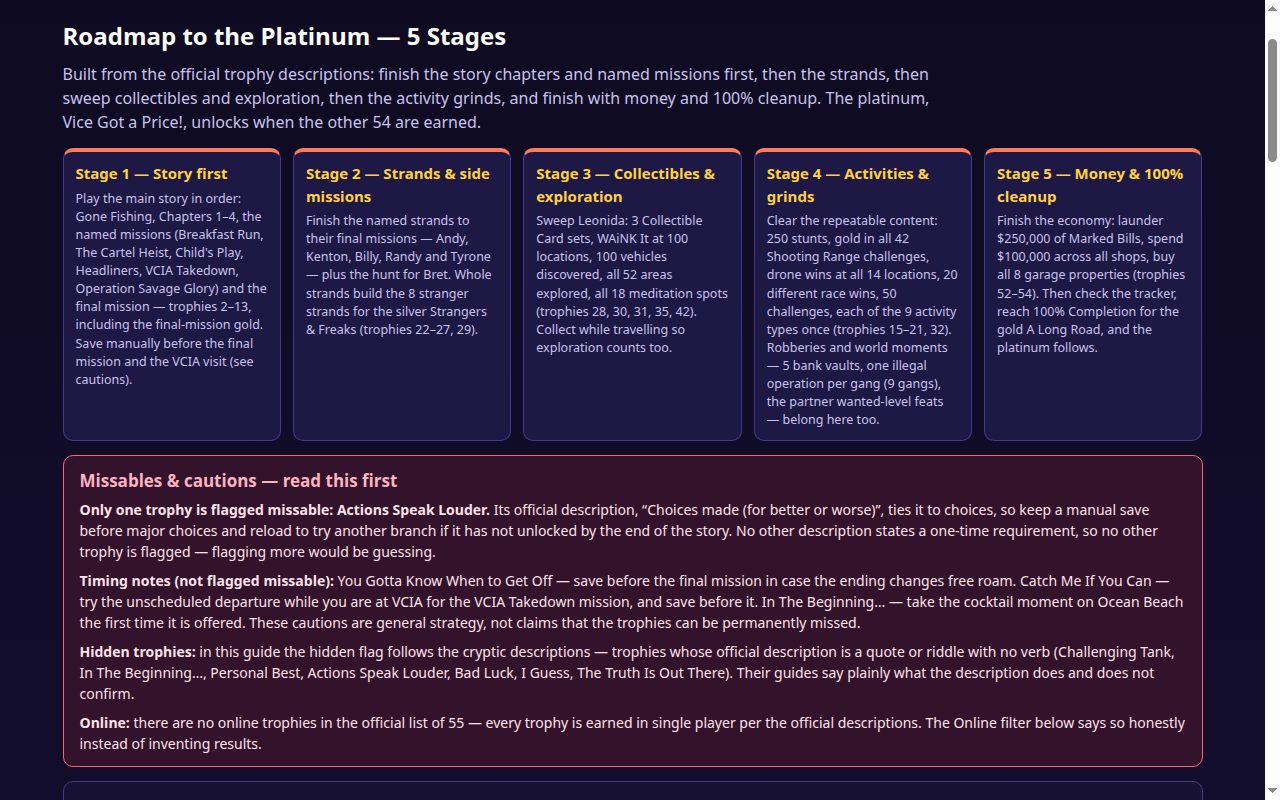 Roadmap to the Platinum — 5 Stages
Built from the official trophy descriptions: finish the story chapters and named missions first, then the strands, then
sweep collectibles and exploration, then the activity grinds, and finish with money and 100% cleanup. The platinum,
Vice Got a Price!, unlocks when the other 54 are earned.
Stage 1 — Story first
Play the main story in order:
Gone Fishing, Chapters 1–4, the
named missions (Breakfast Run,
The Cartel Heist, Child's Play,
Headliners, VCIA Takedown,
Operation Savage Glory) and the
final mission — trophies 2–13,
including the final-mission gold.
Save manually before the final
mission and the VCIA visit (see
cautions).
Stage 2 — Strands & side
missions
Finish the named strands to
their final missions — Andy,
Kenton, Billy, Randy and Tyrone
— plus the hunt for Bret. Whole
strands build the 8 stranger
strands for the silver Strangers
& Freaks (trophies 22–27, 29).
Stage 3 — Collectibles &
exploration
Sweep Leonida: 3 Collectible
Card sets, WAiNK It at 100
locations, 100 vehicles
discovered, all 52 areas
explored, all 18 meditation spots
(trophies 28, 30, 31, 35, 42).
Collect while travelling so
exploration counts too.
Stage 4 — Activities &
grinds
Clear the repeatable content:
250 stunts, gold in all 42
Shooting Range challenges,
drone wins at all 14 locations, 20
different race wins, 50
challenges, each of the 9 activity
types once (trophies 15–21, 32).
Robberies and world moments
— 5 bank vaults, one illegal
operation per gang (9 gangs),
the partner wanted-level feats
— belong here too.
Stage 5 — Money & 100%
cleanup
Finish the economy: launder
$250,000 of Marked Bills, spend
$100,000 across all shops, buy
all 8 garage properties (trophies
52–54). Then check the tracker,
reach 100% Completion for the
gold A Long Road, and the
platinum follows.
Missables & cautions — read this first
Only one trophy is flagged missable: Actions Speak Louder. Its official description, “Choices made (for better or worse)”, ties it to choices, so keep a manual save
before major choices and reload to try another branch if it has not unlocked by the end of the story. No other description states a one-time requirement, so no other
trophy is flagged — flagging more would be guessing.
Timing notes (not flagged missable): You Gotta Know When to Get Off — save before the final mission in case the ending changes free roam. Catch Me If You Can —
try the unscheduled departure while you are at VCIA for the VCIA Takedown mission, and save before it. In The Beginning... — take the cocktail moment on Ocean Beach
the first time it is offered. These cautions are general strategy, not claims that the trophies can be permanently missed.
Hidden trophies: in this guide the hidden flag follows the cryptic descriptions — trophies whose official description is a quote or riddle with no verb (Challenging Tank,
In The Beginning..., Personal Best, Actions Speak Louder, Bad Luck, I Guess, The Truth Is Out There). Their guides say plainly what the description does and does not
confirm.
Online: there are no online trophies in the official list of 55 — every trophy is earned in single player per the official descriptions. The Online filter below says so honestly
instead of inventing results.